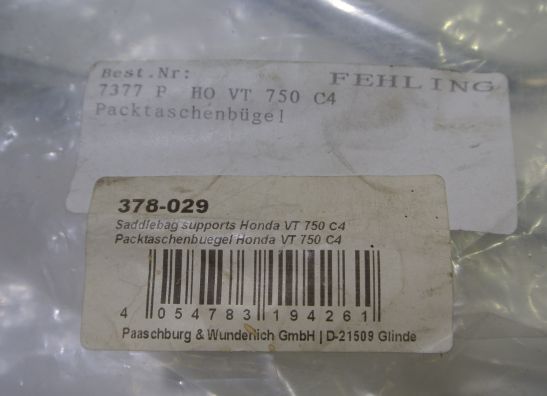 Best.Nr: FEHLING
7377 P HO VT 750 C4
Packtaschenbügel
378-029
Saddlebag supports Honda VT 750 C4
Packtaschenbuegel Honda VT 750 C4
4 054783 194261
Paaschburg & Wunderlich GmbH | D-21509 Glinde